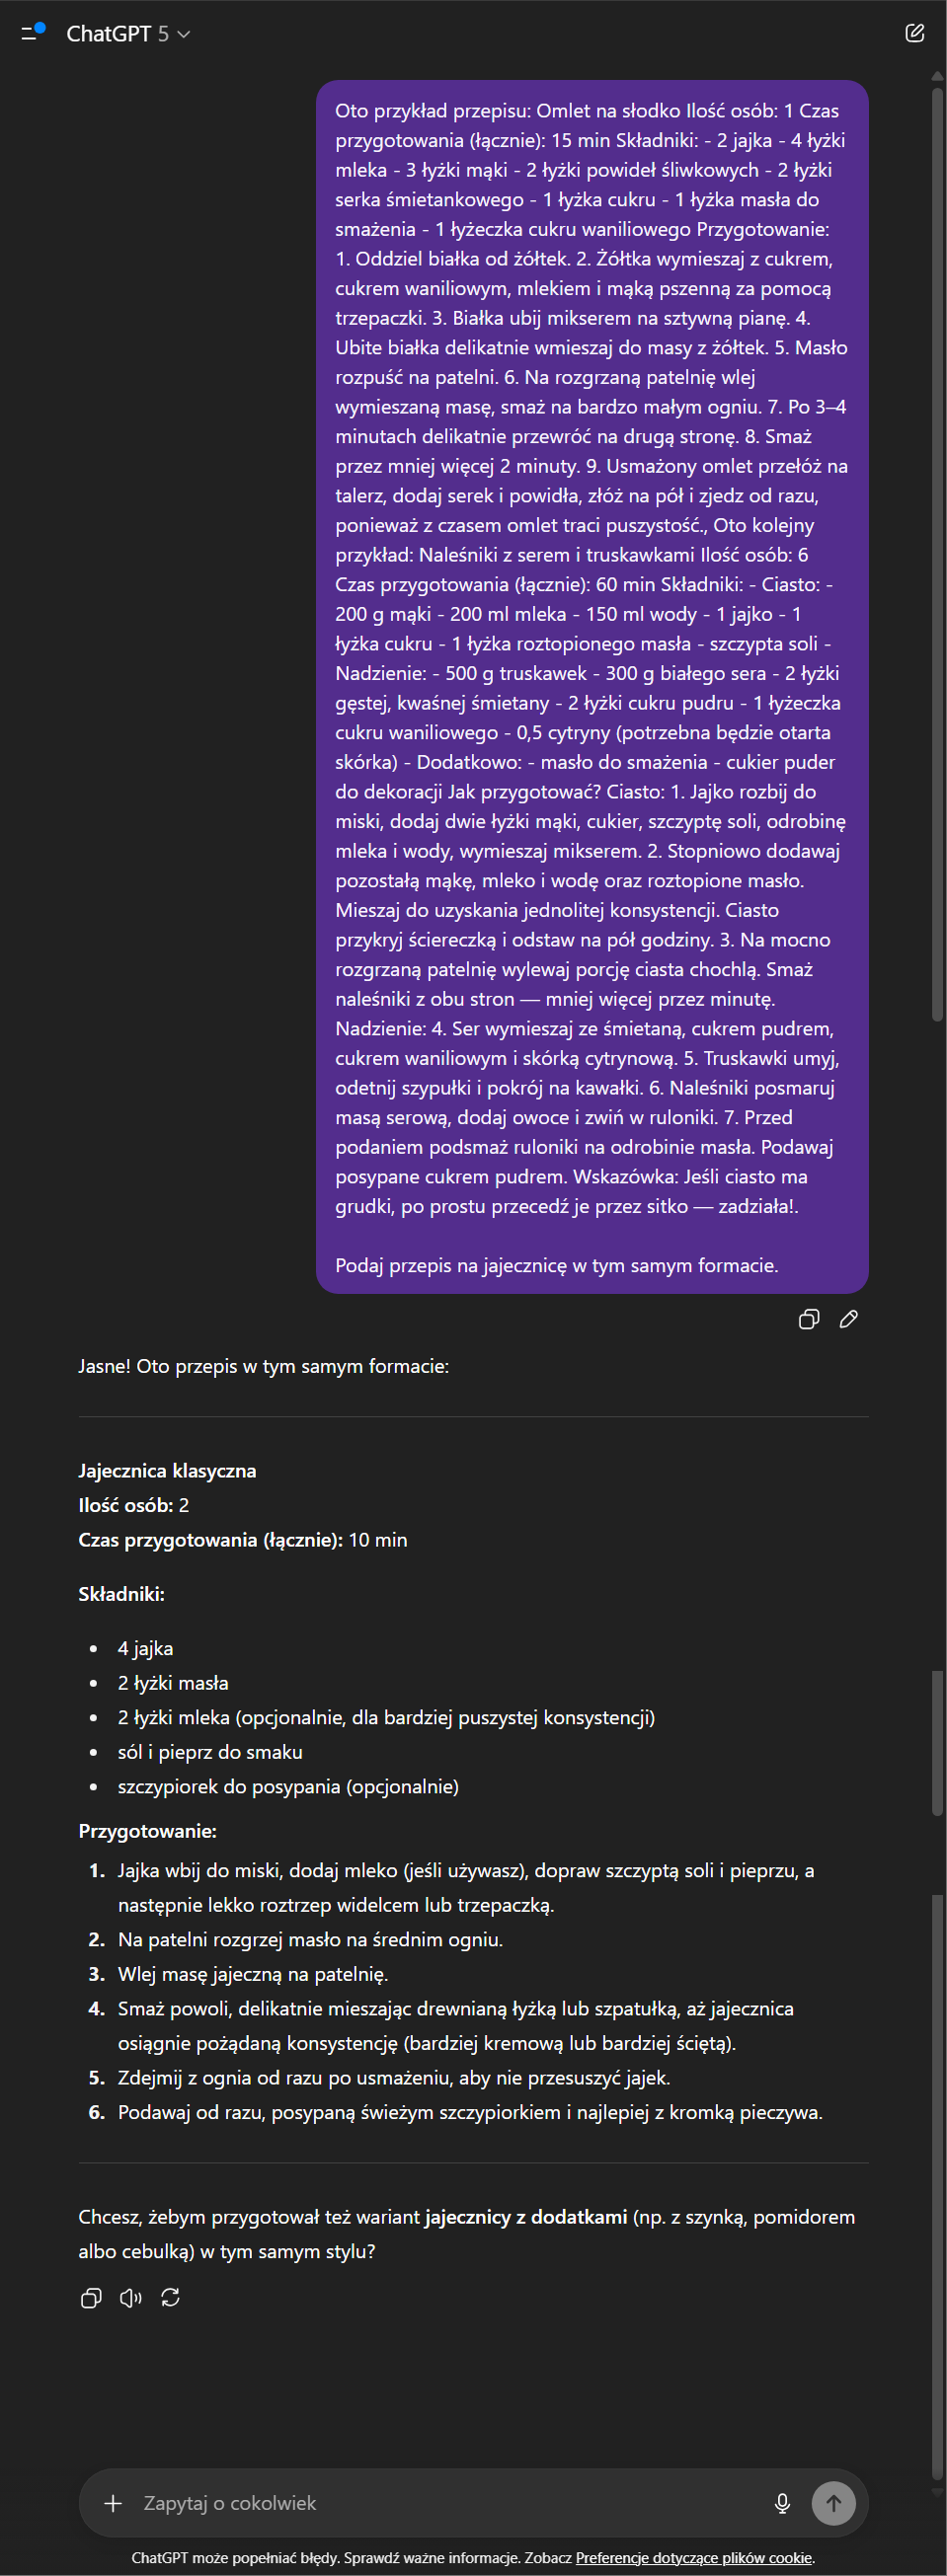 ChatGPT 5
Oto przykład przepisu: Omlet na słodko Ilość osób: 1 Czas
przygotowania (łącznie): 15 min Składniki: - 2 jajka - 4 łyżki
mleka - 3 łyżki mąki - 2 łyżki powideł śliwkowych - 2 łyżki
serka śmietankowego - 1 łyżka cukru - 1 łyżka masła do
smażenia - 1 łyżeczka cukru waniliowego Przygotowanie:
1. Oddziel białka od żółtek. 2. Żółtka wymieszaj z cukrem,
cukrem waniliowym, mlekiem i mąką pszenną za pomocą
trzepaczki. 3. Białka ubij mikserem na sztywną pianę. 4.
Ubite białka delikatnie wmieszaj do masy z żółtek. 5. Masło
rozpuść na patelni. 6. Na rozgrzaną patelnię wlej
wymieszaną masę, smaż na bardzo małym ogniu. 7. Po 3–4
minutach delikatnie przewróć na drugą stronę. 8. Smaż
przez mniej więcej 2 minuty. 9. Usmażony omlet przełóż na
talerz, dodaj serek i powidła, złóż na pół i zjedz od razu,
ponieważ z czasem omlet traci puszystość., Oto kolejny
przykład: Naleśniki z serem i truskawkami Ilość osób: 6
Czas przygotowania (łącznie): 60 min Składniki: - Ciasto: -
200 g mąki - 200 ml mleka - 150 ml wody - 1 jajko - 1
łyżka cukru - 1 łyżka roztopionego masła - szczypta soli -
Nadzienie: - 500 g truskawek - 300 g białego sera - 2 łyżki
gęstej, kwaśnej śmietany - 2 łyżki cukru pudru - 1 łyżeczka
cukru waniliowego - 0,5 cytryny (potrzebna będzie otarta
skórka) - Dodatkowo: - masło do smażenia - cukier puder
do dekoracji Jak przygotować? Ciasto: 1. Jajko rozbij do
miski, dodaj dwie łyżki mąki, cukier, szczyptę soli, odrobinę
mleka i wody, wymieszaj mikserem. 2. Stopniowo dodawaj
pozostałą mąkę, mleko i wodę oraz roztopione masło.
Mieszaj do uzyskania jednolitej konsystencji. Ciasto
przykryj ściereczką i odstaw na pół godziny. 3. Na mocno
rozgrzaną patelnię wylewaj porcję ciasta chochlą. Smaż
naleśniki z obu stron — mniej więcej przez minutę.
Nadzienie: 4. Ser wymieszaj ze śmietaną, cukrem pudrem,
cukrem waniliowym i skórką cytrynową. 5. Truskawki umyj,
odetnij szypułki i pokrój na kawałki. 6. Naleśniki posmaruj
masą serową, dodaj owoce i zwiń w ruloniki. 7. Przed
podaniem podsmaż ruloniki na odrobinie masła. Podawaj
posypane cukrem pudrem. Wskazówka: Jeśli ciasto ma
grudki, po prostu przecedź je przez sitko — zadziała!.
Podaj przepis na jajecznicę w tym samym formacie.
Jasne! Oto przepis w tym samym formacie:
Jajecznica klasyczna
Ilość osób: 2
Czas przygotowania (łącznie): 10 min
Składniki:
• 4 jajka
• 2 łyżki masła
• 2 łyżki mleka (opcjonalnie, dla bardziej puszystej konsystencji)
• sól i pieprz do smaku
• szczypiorek do posypania (opcjonalnie)
Przygotowanie:
1. Jajka wbij do miski, dodaj mleko (jeśli używasz), dopraw szczyptą soli i pieprzu, a
następnie lekko roztrzep widelcem lub trzepaczką.
2. Na patelni rozgrzej masło na średnim ogniu.
3. Wlej masę jajeczną na patelnię.
4. Smaż powoli, delikatnie mieszając drewnianą łyżką lub szpatułką, aż jajecznica
osiągnie pożądaną konsystencję (bardziej kremową lub bardziej ściętą).
5. Zdejmij z ognia od razu po usmażeniu, aby nie przesuszyć jajek.
6. Podawaj od razu, posypaną świeżym szczypiorkiem i najlepiej z kromką pieczywa.
Chcesz, żebym przygotował też wariant jajecznicy z dodatkami (np. z szynką, pomidorem
albo cebulką) w tym samym stylu?
Zapytaj o cokolwiek
ChatGPT może popełniać błędy. Sprawdź ważne informacje. Zobacz Preferencje dotyczące plików cookie.